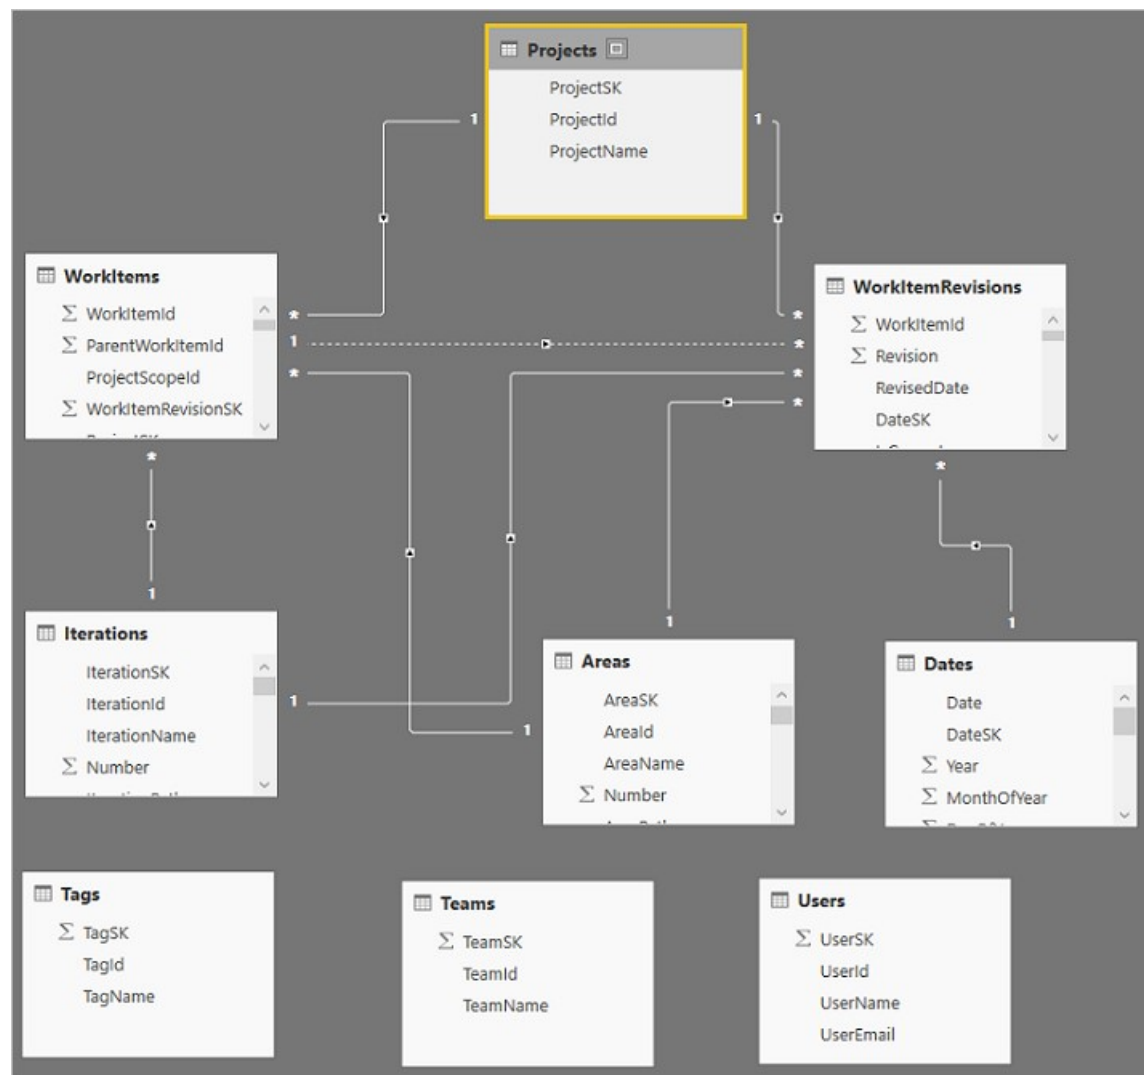 Projects
ProjectSK
ProjectId
ProjectName
1
1
WorkItems
Σ WorkItemId
Σ ParentWorkItemId
ProjectScopeId
Σ WorkItemRevisionSK
*
1
*
*
WorkItemRevisions
Σ WorkItemId
Σ Revision
RevisedDate
DateSK
*
*
*
*
*
1
Iterations
IterationSK
IterationId
IterationName
Σ Number
1
1
Areas
AreaSK
AreaId
AreaName
Σ Number
1
1
Dates
Date
DateSK
Σ Year
Σ MonthOfYear
Tags
Σ TagSK
TagId
TagName
Teams
Σ TeamSK
TeamId
TeamName
Users
Σ UserSK
UserId
UserName
UserEmail